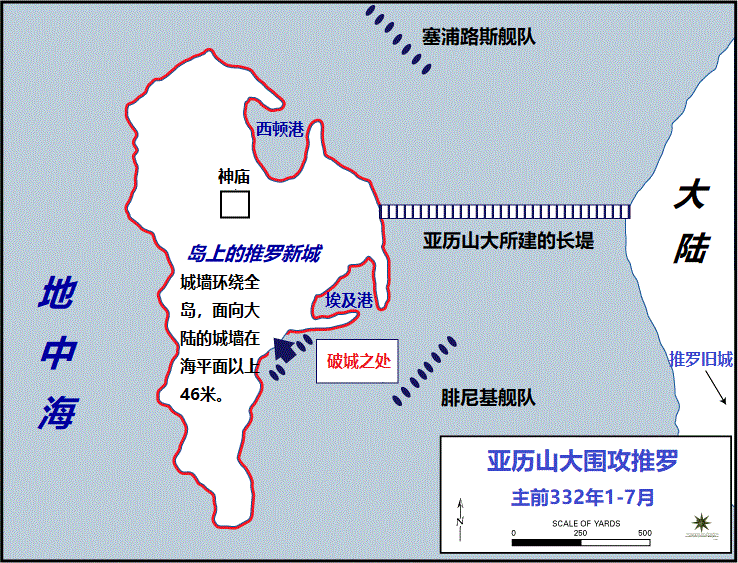 塞浦路斯舰队
西顿港
神庙
大
陆
亚历山大所建的长堤
岛上的推罗新城
城墙环绕全
岛，面向大
陆的城墙在
海平面以上
46米。
埃及港
地
中
海
破城之处
推罗旧城
腓尼基舰队
亚历山大围攻推罗
主前332年1-7月
N
SCALE OF YARDS
0 250 500